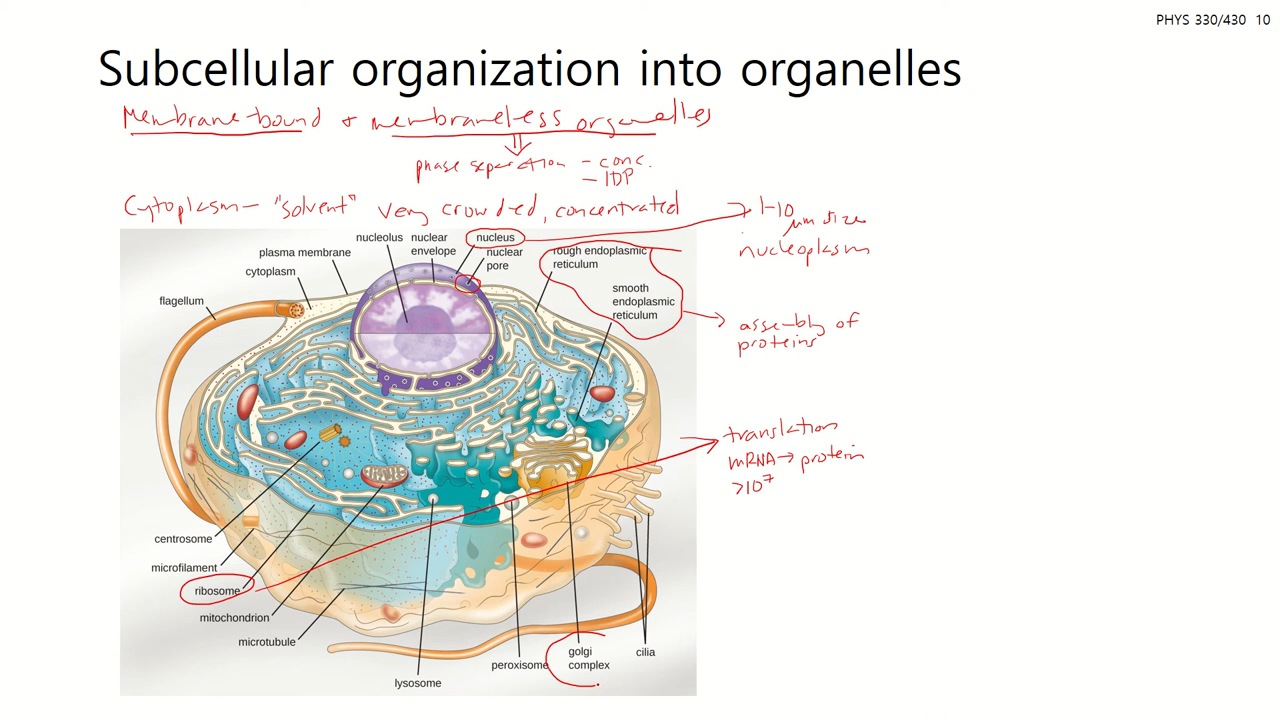 PHYS 330/430 10
Subcellular organization into organelles
Membrane-bound + membraneless organelles
phase separation - conc.
- IDP
Cytoplasm - "solvent" very crowded, concentrated
1-10
μm size
nucleoplasm
nucleolus
nuclear
envelope
nucleus
nuclear
pore
plasma membrane
cytoplasm
flagellum
rough endoplasmic
reticulum
smooth
endoplasmic
reticulum
assembly of
proteins
translation
mRNA → protein
>10⁷
centrosome
microfilament
ribosome
mitochondrion
microtubule
lysosome
peroxisome
golgi
complex
cilia